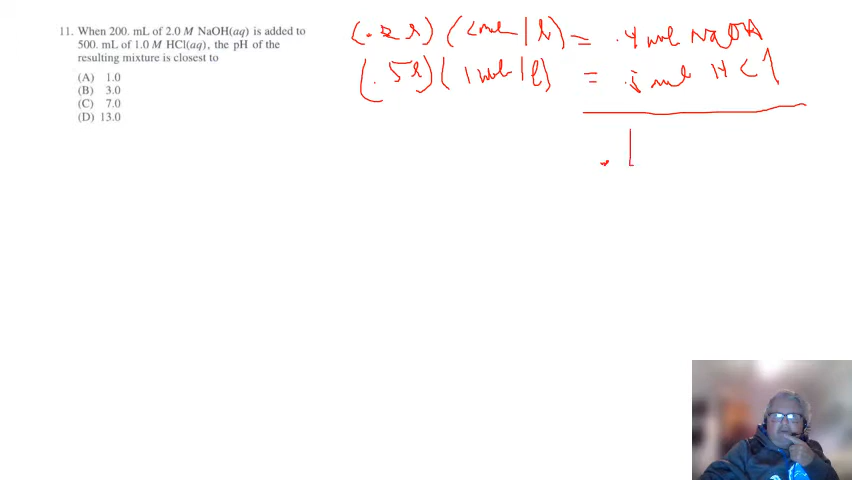 11. When 200. mL of 2.0 M NaOH(aq) is added to
500. mL of 1.0 M HCl(aq), the pH of the
resulting mixture is closest to
(A) 1.0
(B) 3.0
(C) 7.0
(D) 13.0
(.2 l) (2 mol | l) = .4 mol NaOH
(.5 l) (1 mol | l) = .5 mol HCl
.1